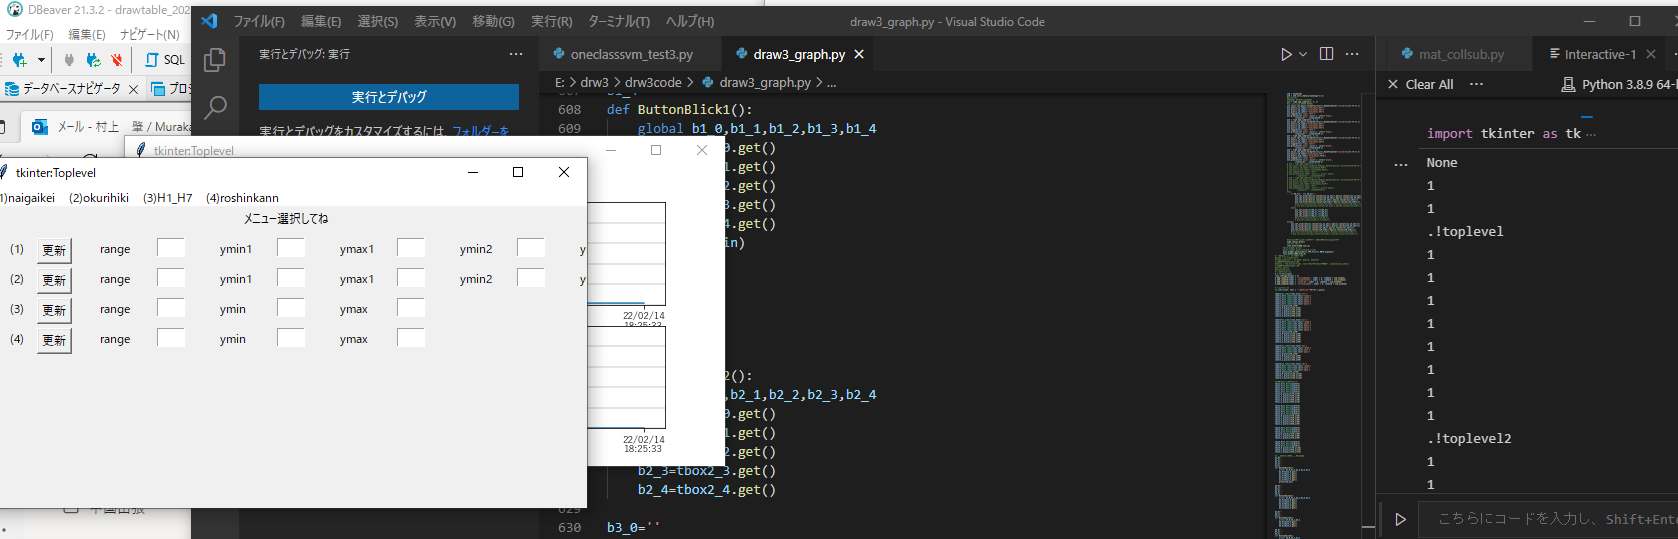 DBeaver 21.3.2 - drawtable_202
ファイル(F) 編集(E) ナビゲート(N)
SQL
データベースナビゲータ
プロジ
メール - 村上 肇 / Muraka
ファイル(F) 編集(E) 選択(S) 表示(V) 移動(G) 実行(R) ターミナル(T) ヘルプ(H)
draw3_graph.py - Visual Studio Code
実行とデバッグ: 実行
実行とデバッグ
実行とデバッグをカスタマイズするには、フォルダーを
oneclasssvm_test3.py
draw3_graph.py
E: > drw3 > drw3code > draw3_graph.py > ...
608 def ButtonBlick1():
609 global b1_0,b1_1,b1_2,b1_3,b1_4
0.get()
1.get()
2.get()
3.get()
4.get()
in)
2():
,b2_1,b2_2,b2_3,b2_4
0.get()
1.get()
2.get()
b2_3=tbox2_3.get()
b2_4=tbox2_4.get()
629
630 b3_0=''
tkinter:Toplevel
tkinter:Toplevel
1)naigaikei (2)okurihiki (3)H1_H7 (4)roshinkann
メニュー選択してね
(1) 更新 range ymin1 ymax1 ymin2 y
(2) 更新 range ymin1 ymax1 ymin2 y
(3) 更新 range ymin ymax
(4) 更新 range ymin ymax
22/02/14
18:25:33
22/02/14
18:25:33
mat_collsub.py
Interactive-1
Clear All ... Python 3.8.9 64-
import tkinter as tk ...
... None
1
1
.!toplevel
1
1
1
1
1
1
1
1
.!toplevel2
1
1
こちらにコードを入力し、Shift+Ente